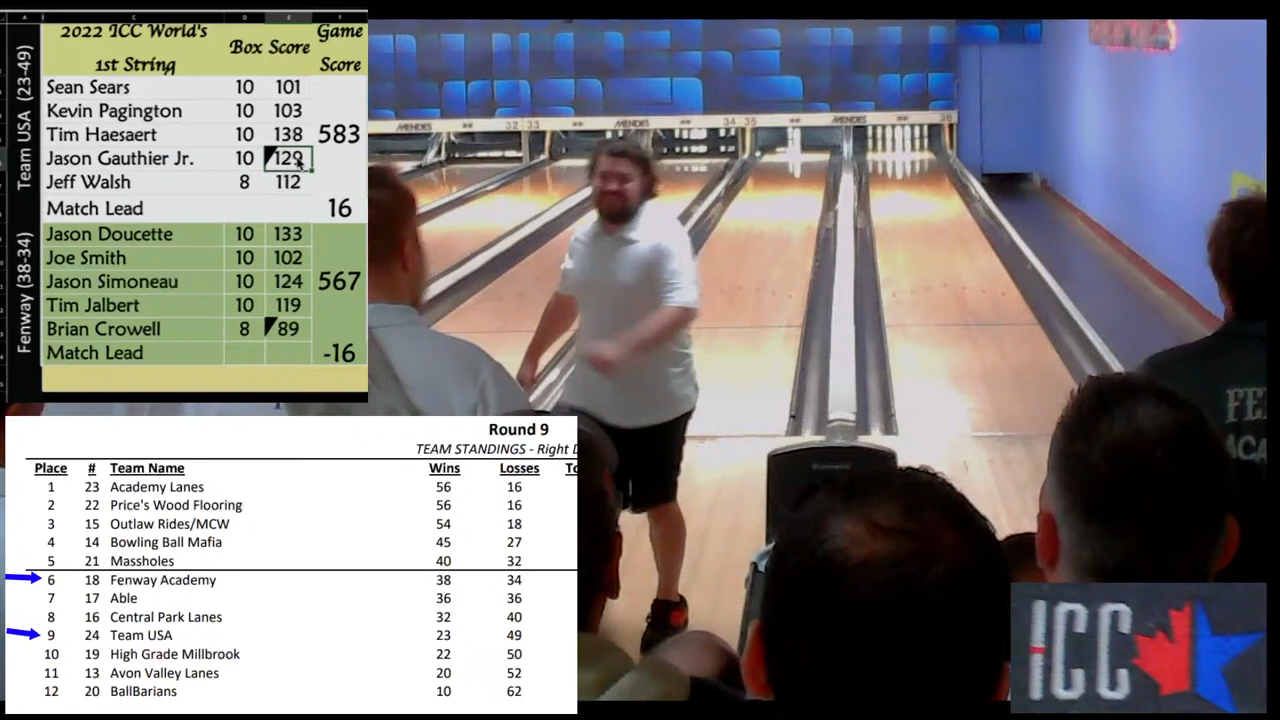 2022 ICC World's Game
Box Score
1st String Score
Team USA (23-49)
Sean Sears 10 101
Kevin Pagington 10 103
Tim Haesaert 10 138 583
Jason Gauthier Jr. 10 129
Jeff Walsh 8 112
Match Lead 16
Fenway (38-34)
Jason Doucette 10 133
Joe Smith 10 102
Jason Simoneau 10 124 567
Tim Jalbert 10 119
Brian Crowell 8 89
Match Lead -16
MENDES 32 33 MENDES 34 35 MENDES 36
Round 9
TEAM STANDINGS - Right D
Place # Team Name Wins Losses To
1 23 Academy Lanes 56 16
2 22 Price's Wood Flooring 56 16
3 15 Outlaw Rides/MCW 54 18
4 14 Bowling Ball Mafia 45 27
5 21 Massholes 40 32
6 18 Fenway Academy 38 34
7 17 Able 36 36
8 16 Central Park Lanes 32 40
9 24 Team USA 23 49
10 19 High Grade Millbrook 22 50
11 13 Avon Valley Lanes 20 52
12 20 BallBarians 10 62
FE
ACA
ICC